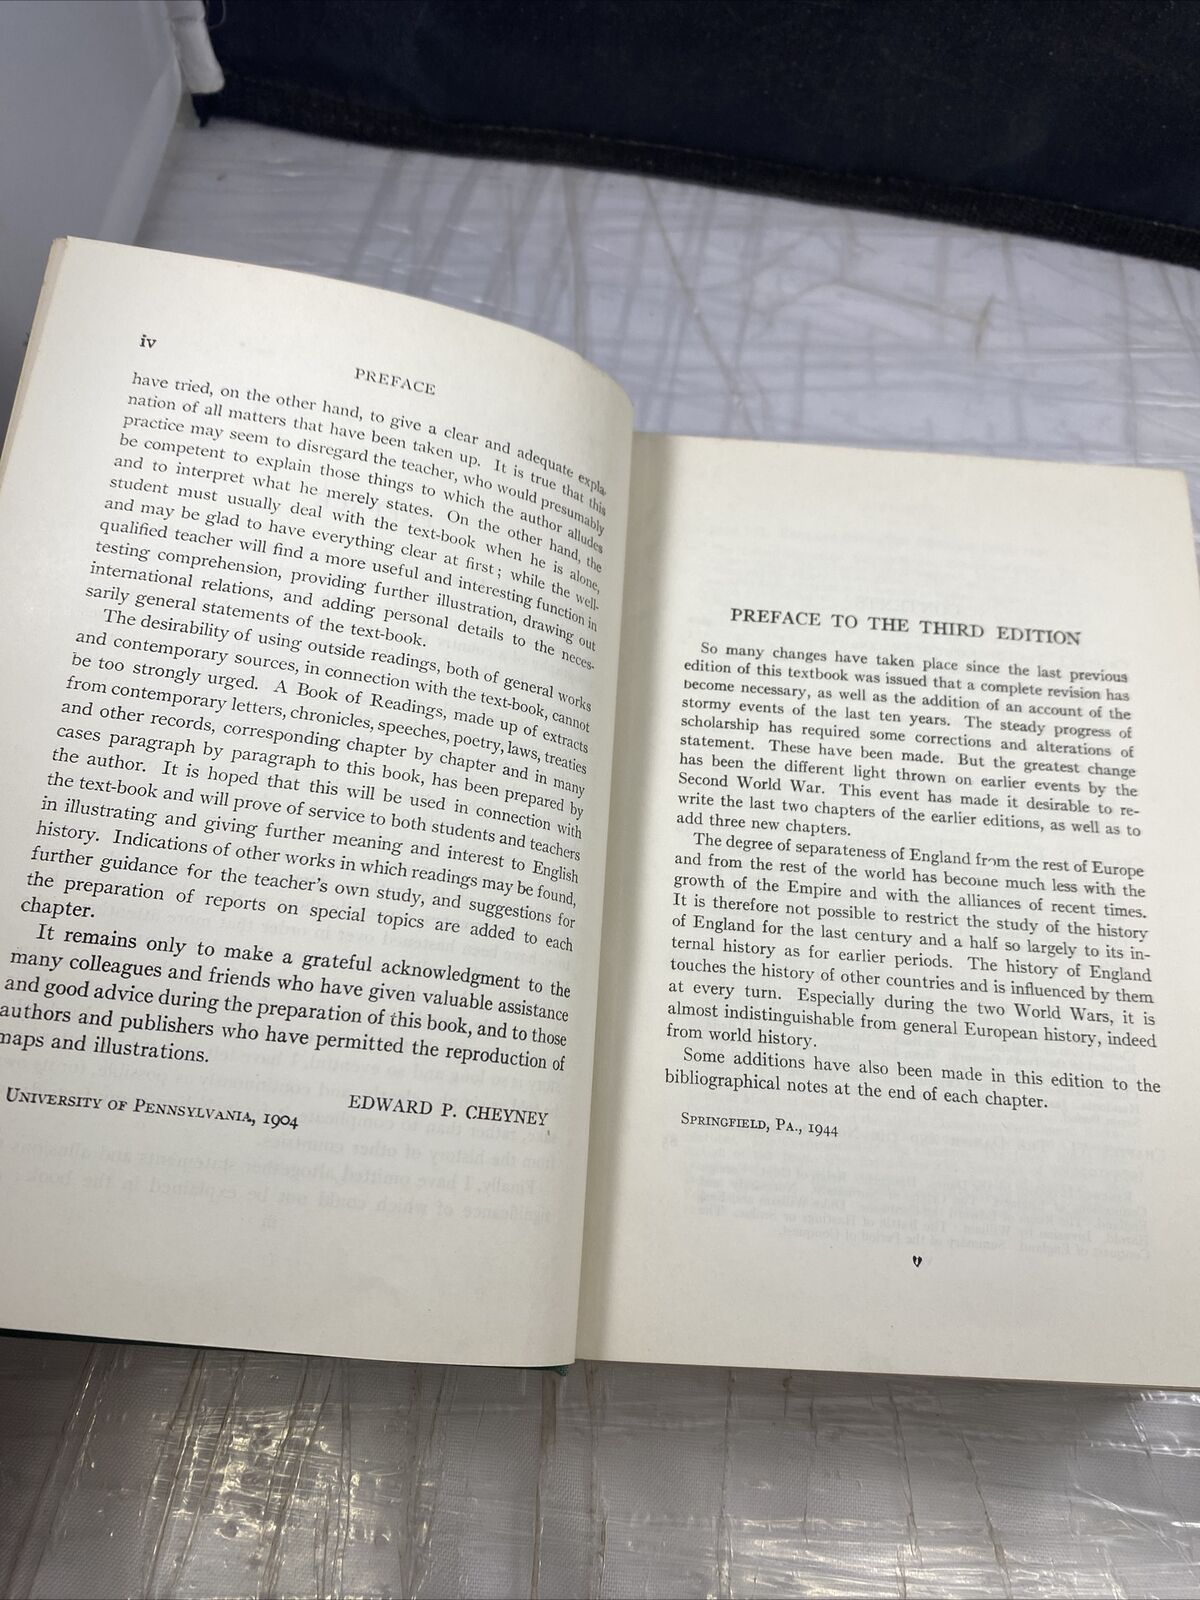 iv
PREFACE
have tried, on the other hand, to give a clear and adequate expla-
nation of all matters that have been taken up. It is true that this
practice may seem to disregard the teacher, who would presumably
be competent to explain those things to which the author alludes
and to interpret what he merely states. On the other hand, the
student must usually deal with the text-book when he is alone,
and may be glad to have everything clear at first; while the well-
qualified teacher will find a more useful and interesting function in
testing comprehension, providing further illustration, drawing out
international relations, and adding personal details to the neces-
sarily general statements of the text-book.
The desirability of using outside readings, both of general works
and contemporary sources, in connection with the text-book, cannot
be too strongly urged. A Book of Readings, made up of extracts
from contemporary letters, chronicles, speeches, poetry, laws, treaties
and other records, corresponding chapter by chapter and in many
cases paragraph by paragraph to this book, has been prepared by
the author. It is hoped that this will be used in connection with
the text-book and will prove of service to both students and teachers
in illustrating and giving further meaning and interest to English
history. Indications of other works in which readings may be found,
further guidance for the teacher's own study, and suggestions for
the preparation of reports on special topics are added to each
chapter.
It remains only to make a grateful acknowledgment to the
many colleagues and friends who have given valuable assistance
and good advice during the preparation of this book, and to those
authors and publishers who have permitted the reproduction of
maps and illustrations.
EDWARD P. CHEYNEY
UNIVERSITY OF PENNSYLVANIA, 1904
PREFACE TO THE THIRD EDITION
So many changes have taken place since the last previous
edition of this textbook was issued that a complete revision has
become necessary, as well as the addition of an account of the
stormy events of the last ten years. The steady progress of
scholarship has required some corrections and alterations of
statement. These have been made. But the greatest change
has been the different light thrown on earlier events by the
Second World War. This event has made it desirable to re-
write the last two chapters of the earlier editions, as well as to
add three new chapters.
The degree of separateness of England from the rest of Europe
and from the rest of the world has become much less with the
growth of the Empire and with the alliances of recent times.
It is therefore not possible to restrict the study of the history
of England for the last century and a half so largely to its in-
ternal history as for earlier periods. The history of England
touches the history of other countries and is influenced by them
at every turn. Especially during the two World Wars, it is
almost indistinguishable from general European history, indeed
from world history.
Some additions have also been made in this edition to the
bibliographical notes at the end of each chapter.
SPRINGFIELD, PA., 1944
v